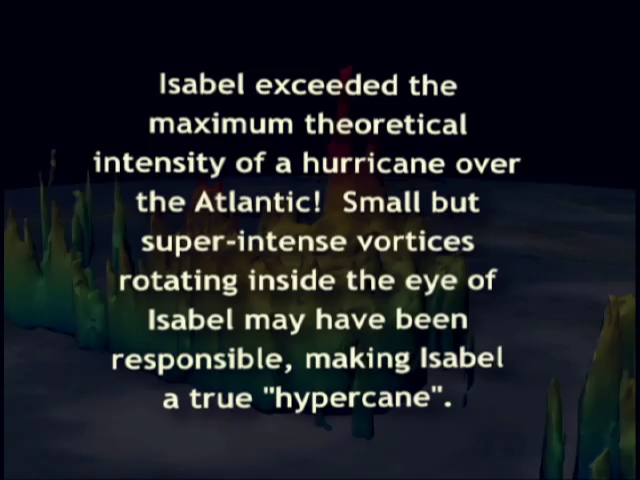 Isabel exceeded the
maximum theoretical
intensity of a hurricane over
the Atlantic!  Small but
super-intense vortices
rotating inside the eye of
Isabel may have been
responsible, making Isabel
a true "hypercane".